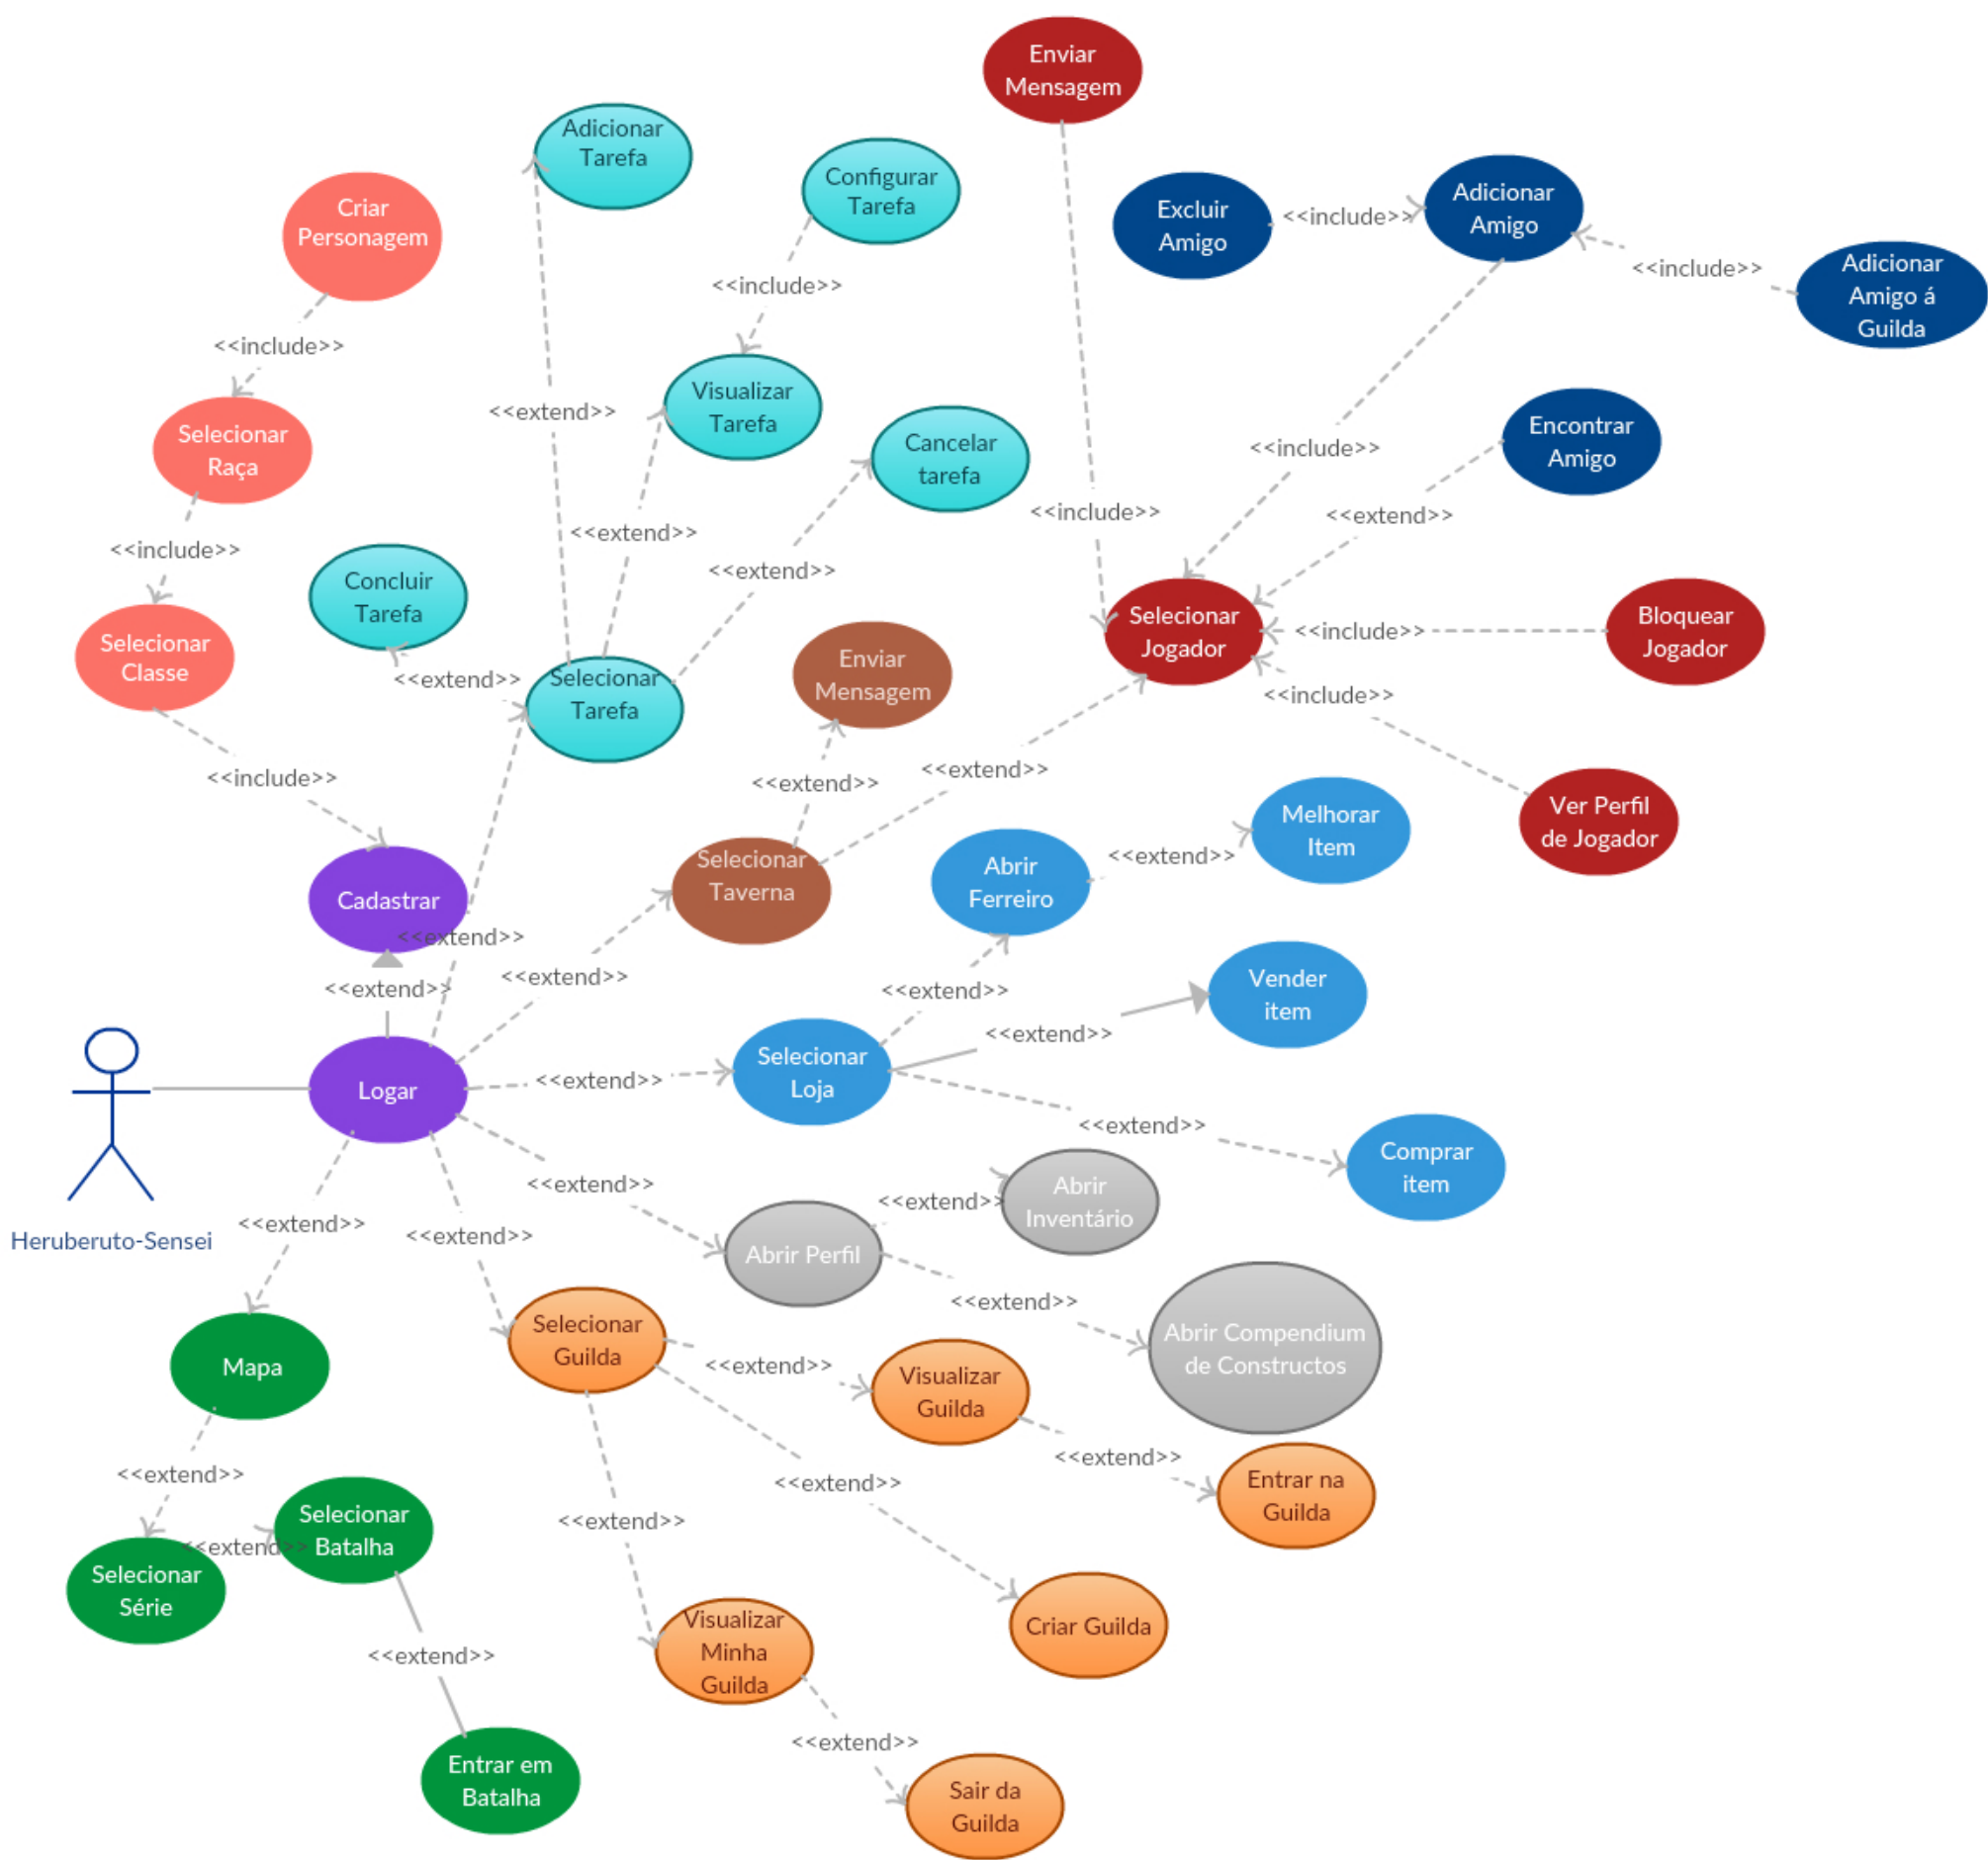 Enviar
Mensagem
Adicionar
Tarefa
Configurar
Tarefa
Criar
Personagem
Excluir
Amigo
<<include>>
Adicionar
Amigo
<<include>>
Adicionar
Amigo á
Guilda
<<include>>
<<include>>
<<extend>>
Visualizar
Tarefa
Selecionar
Raça
Cancelar
tarefa
<<include>>
Encontrar
Amigo
<<include>>
<<extend>>
<<extend>>
<<include>>
<<extend>>
Concluir
Tarefa
Selecionar
Classe
<<extend>>
Selecionar
Tarefa
Enviar
Mensagem
Selecionar
Jogador
<<include>>
Bloquear
Jogador
<<include>>
<<include>>
<<extend>>
<<extend>>
Melhorar
Item
Ver Perfil
de Jogador
Cadastrar
<<extend>>
Selecionar
Taverna
Abrir
Ferreiro
<<extend>>
<<extend>>
<<extend>>
<<extend>>
<<extend>>
Vender
item
Logar
<<extend>>
Selecionar
Loja
<<extend>>
Comprar
item
Heruberuto-Sensei
<<extend>>
<<extend>>
<<extend>>
Abrir Perfil
<<extend>>
Abrir
Inventário
<<extend>>
Abrir Compendium
de Constructos
Mapa
Selecionar
Guilda
<<extend>>
Visualizar
Guilda
<<extend>>
Entrar na
Guilda
<<extend>>
<<extend>>
<<extend>>
Selecionar
Série
<<extend>>
Selecionar
Batalha
<<extend>>
Visualizar
Minha
Guilda
Criar Guilda
<<extend>>
Entrar em
Batalha
Sair da
Guilda